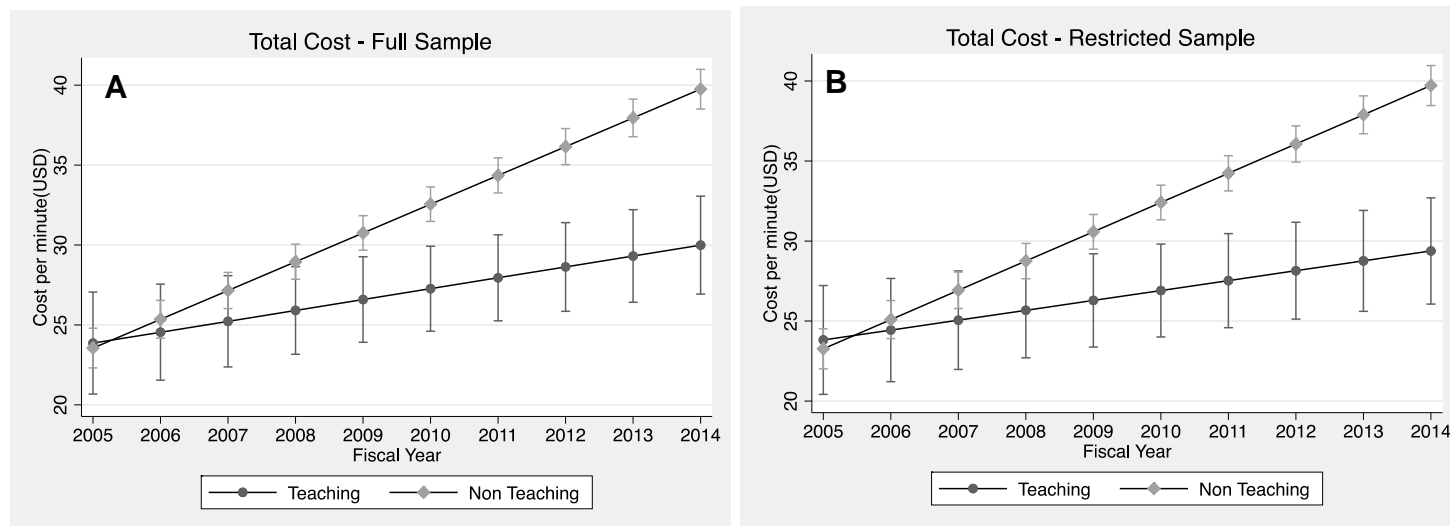 Total Cost - Full Sample
A
Cost per minute(USD)
40
35
30
25
20
2005 2006 2007 2008 2009 2010 2011 2012 2013 2014
Fiscal Year
Teaching Non Teaching
Total Cost - Restricted Sample
B
Cost per minute(USD)
40
35
30
25
20
2005 2006 2007 2008 2009 2010 2011 2012 2013 2014
Fiscal Year
Teaching Non Teaching